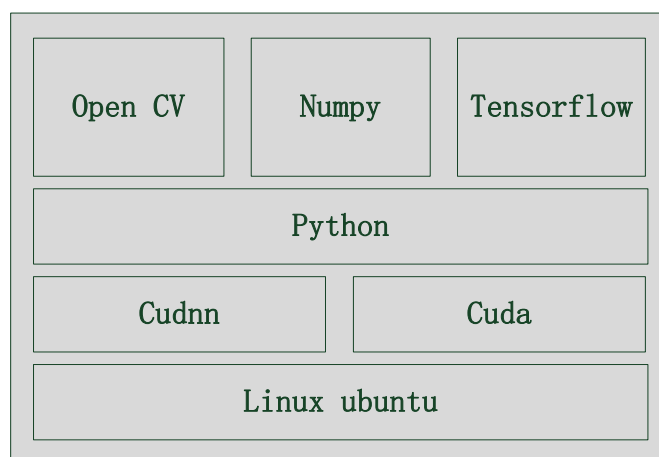 Open CV
Numpy
Tensorflow
Python
Cudnn
Cuda
Linux ubuntu